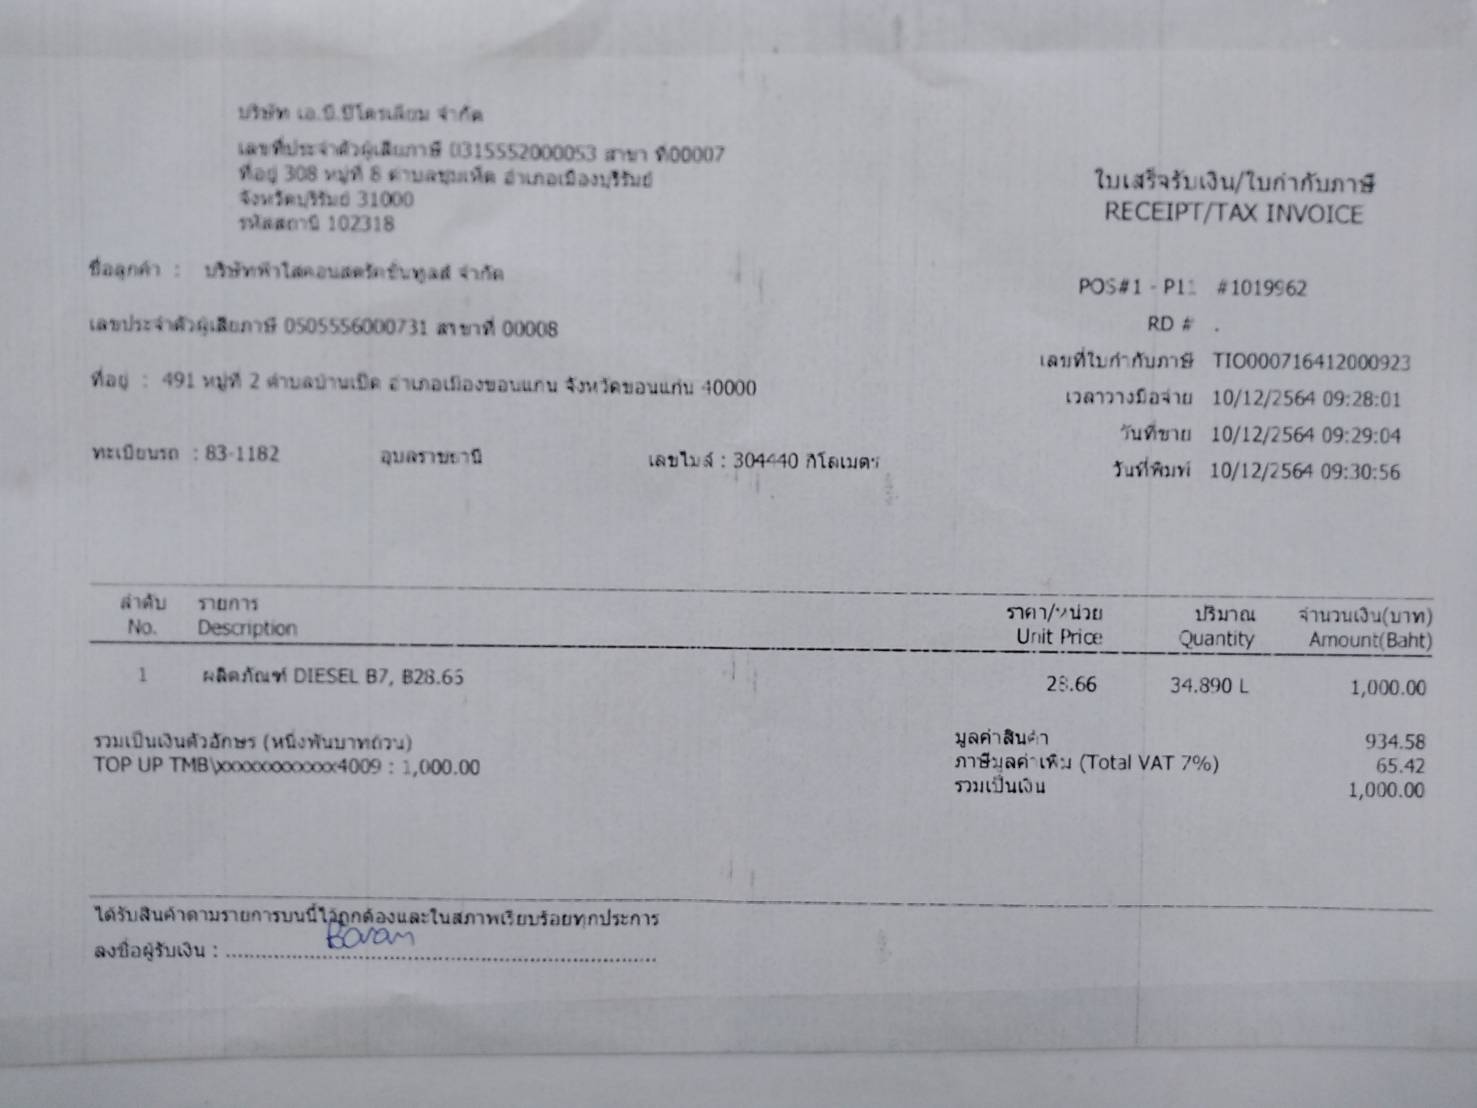 บริษัท เอ.บี.ปิโตรเลียม จำกัด
เลขที่ประจำตัวผู้เสียภาษี 0315552000053 สาขา ที่00007
ที่อยู่ 308 หมู่ที่ 8 ตำบลชุมเห็ด อำเภอเมืองบุรีรัมย์
จังหวัดบุรีรัมย์ 31000
รหัสสถานี 102318
ใบเสร็จรับเงิน/ใบกำกับภาษี
RECEIPT/TAX INVOICE
ชื่อลูกค้า : บริษัทฟ้าใสคอนสตรัคชั่นทูลส์ จำกัด
เลขประจำตัวผู้เสียภาษี 0505556000731 สาขาที่ 00008
ที่อยู่ : 491 หมู่ที่ 2 ตำบลบ้านเป็ด อำเภอเมืองขอนแก่น จังหวัดขอนแก่น 40000
ทะเบียนรถ : 83-1182 อุบลราชธานี เลขไมล์ : 304440 กิโลเมตร
POS#1 - P11 #1019962
RD # .
เลขที่ใบกำกับภาษี TIO000716412000923
เวลาวางมือจ่าย 10/12/2564 09:28:01
วันที่ขาย 10/12/2564 09:29:04
วันที่พิมพ์ 10/12/2564 09:30:56
ลำดับ รายการ ราคา/หน่วย ปริมาณ จำนวนเงิน(บาท)
No. Description Unit Price Quantity Amount(Baht)
1 ผลิตภัณฑ์ DIESEL B7, B28.66 28.66 34.890 L 1,000.00
รวมเป็นเงินตัวอักษร (หนึ่งพันบาทถ้วน)
TOP UP TMB\xxxxxxxxxxxx4009 : 1,000.00
มูลค่าสินค้า 934.58
ภาษีมูลค่าเพิ่ม (Total VAT 7%) 65.42
รวมเป็นเงิน 1,000.00
ได้รับสินค้าตามรายการบนนี้ไว้ถูกต้องและในสภาพเรียบร้อยทุกประการ
ลงชื่อผู้รับเงิน : ........................................................................